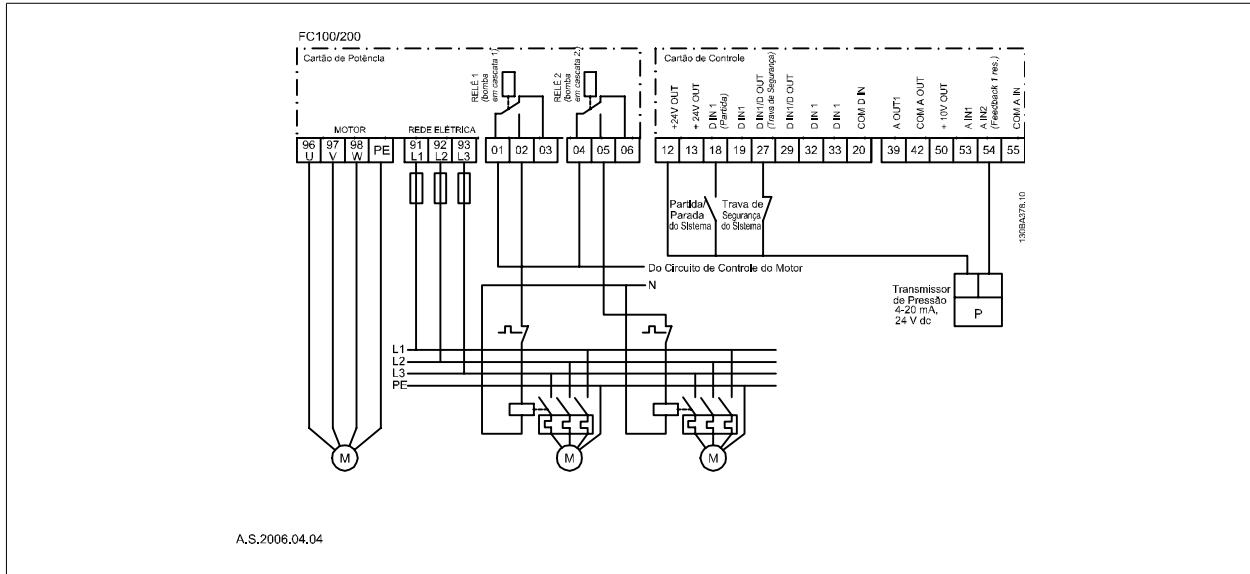 FC100/200
Cartão de Potência
RELÉ 1
(bomba
em cascata 1)
RELÉ 2
(bomba
em cascata 2)
MOTOR
REDE ELÉTRICA
96 97 98 PE 91 92 93 01 02 03 04 05 06
U V W L1 L2 L3
Cartão de Controle
+24V OUT
+ 24V OUT
D IN 1
(Partida)
D IN1
D IN1/D OUT
(Trava de Segurança)
D IN1/D OUT
D IN 1
D IN 1
COM D IN
A OUT1
COM A OUT
+ 10V OUT
A IN1
A IN2
(Feedback 1 res.)
COM A IN
12 13 18 19 27 29 32 33 20 39 42 50 53 54 55
130BA378.10
Partida/
Parada
do Sistema
Trava de
Segurança
do Sistema
Do Circuito de Controle do Motor
N
Transmissor
de Pressão
4-20 mA,
24 V dc
P
L1
L2
L3
PE
M
M
M
A.S.2006.04.04